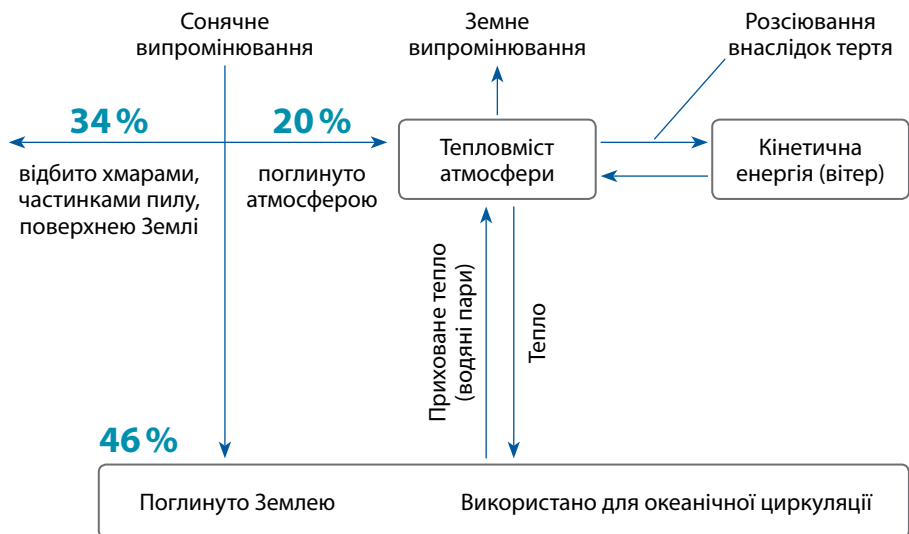 Сонячне
випромінювання
Земне
випромінювання
Розсіювання
внаслідок тертя
34 %
20 %
відбито хмарами,
частинками пилу,
поверхнею Землі
поглинуто
атмосферою
Тепловміст
атмосфери
Кінетична
енергія (вітер)
Приховане тепло
(водяні пари)
Тепло
46 %
Поглинуто Землею
Використано для океанічної циркуляції